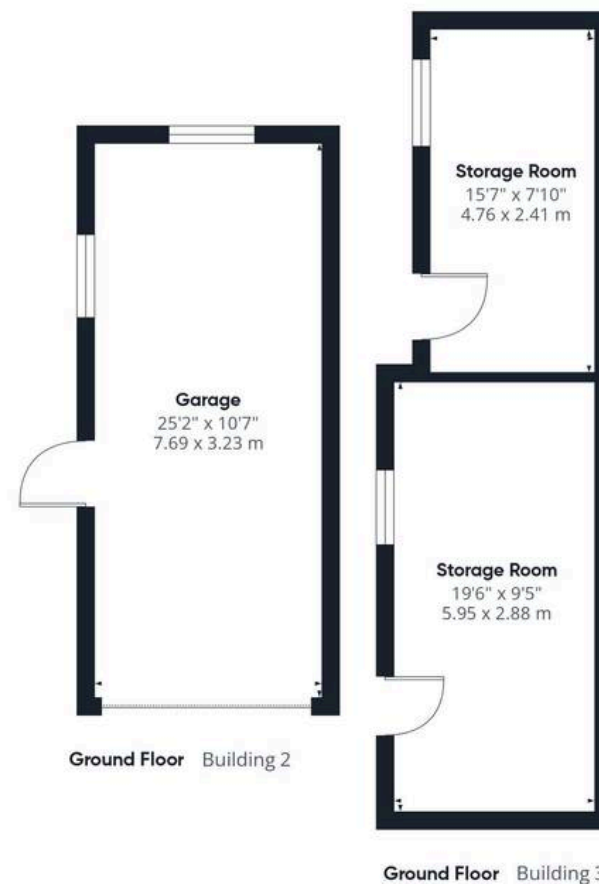 Garage
25'2" x 10'7"
7.69 x 3.23 m
Ground Floor Building 2
Storage Room
15'7" x 7'10"
4.76 x 2.41 m
Storage Room
19'6" x 9'5"
5.95 x 2.88 m
Ground Floor Building 3